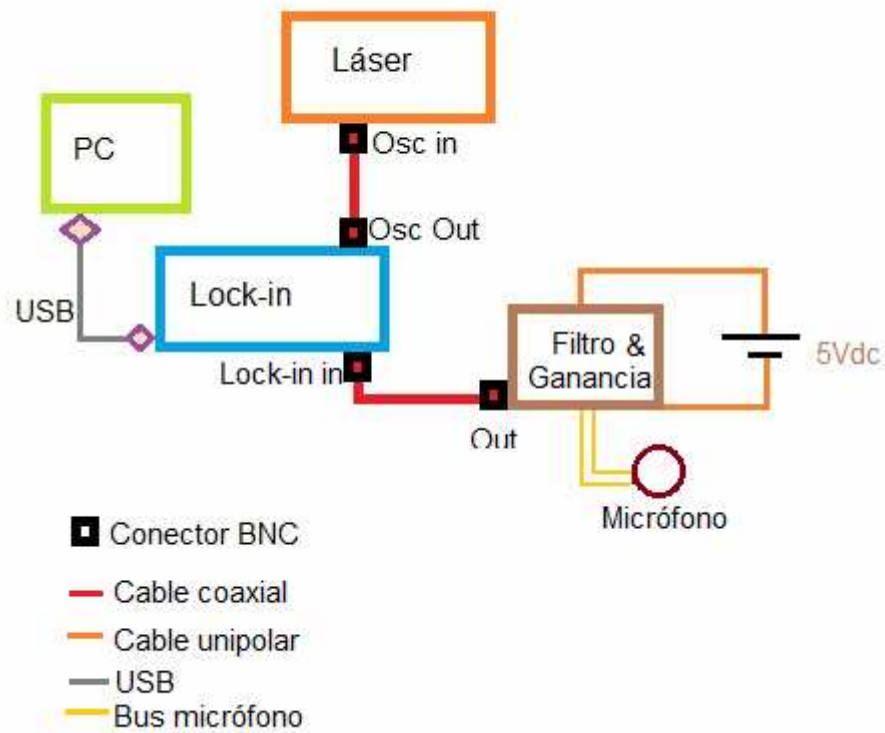 Láser
PC
Osc in
Osc Out
Lock-in
USB
Filtro &
Ganancia
5Vdc
Lock-in in
Out
Micrófono
Conector BNC
Cable coaxial
Cable unipolar
USB
Bus micrófono